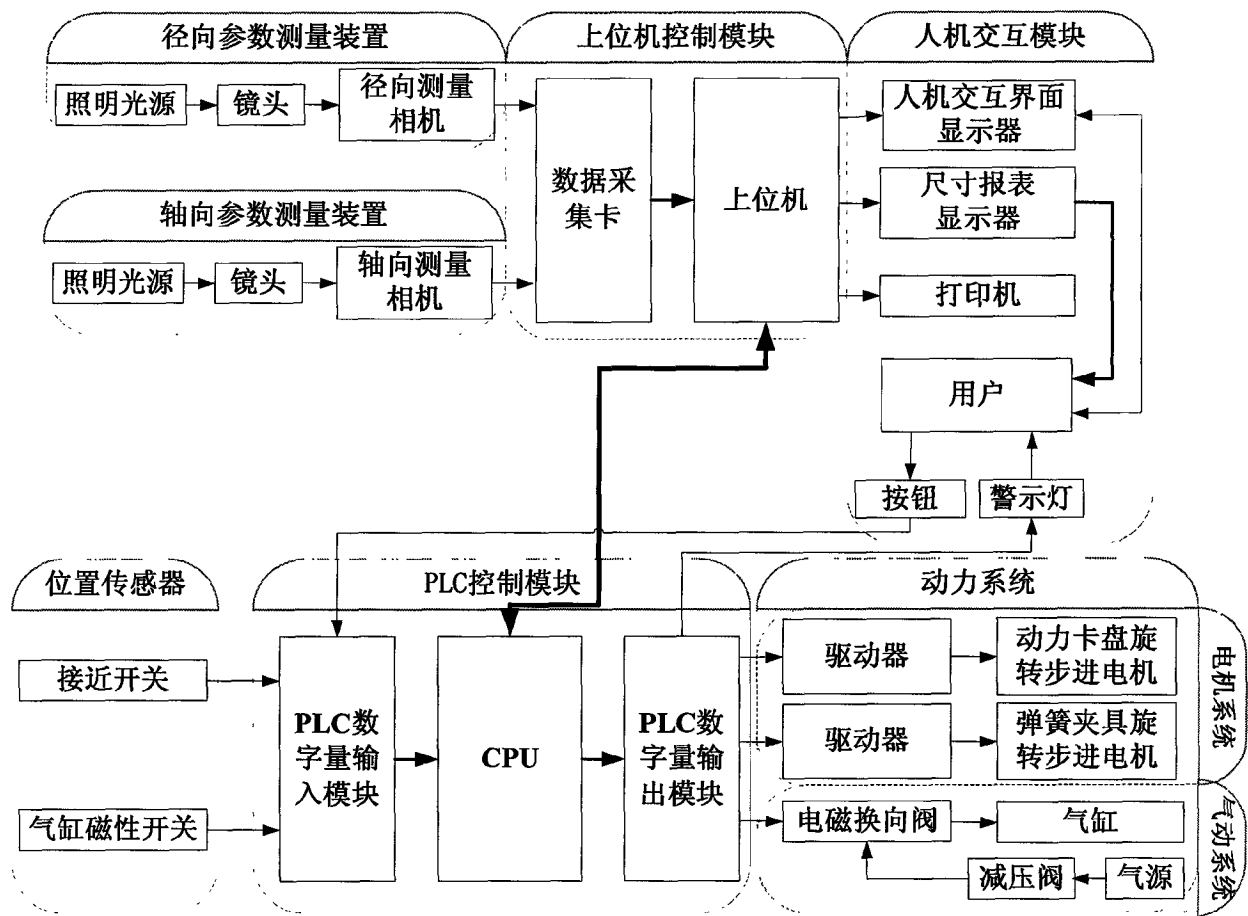 径向参数测量装置
上位机控制模块
人机交互模块
照明光源
镜头
径向测量
相机
数据采
集卡
上位机
人机交互界面
显示器
尺寸报表
显示器
打印机
轴向参数测量装置
照明光源
镜头
轴向测量
相机
用户
按钮
警示灯
位置传感器
PLC控制模块
动力系统
接近开关
气缸磁性开关
PLC数
字量输
入模块
CPU
PLC数
字量输
出模块
驱动器
动力卡盘旋
转步进电机
驱动器
弹簧夹具旋
转步进电机
电机系统
电磁换向阀
气缸
减压阀
气源
气动系统